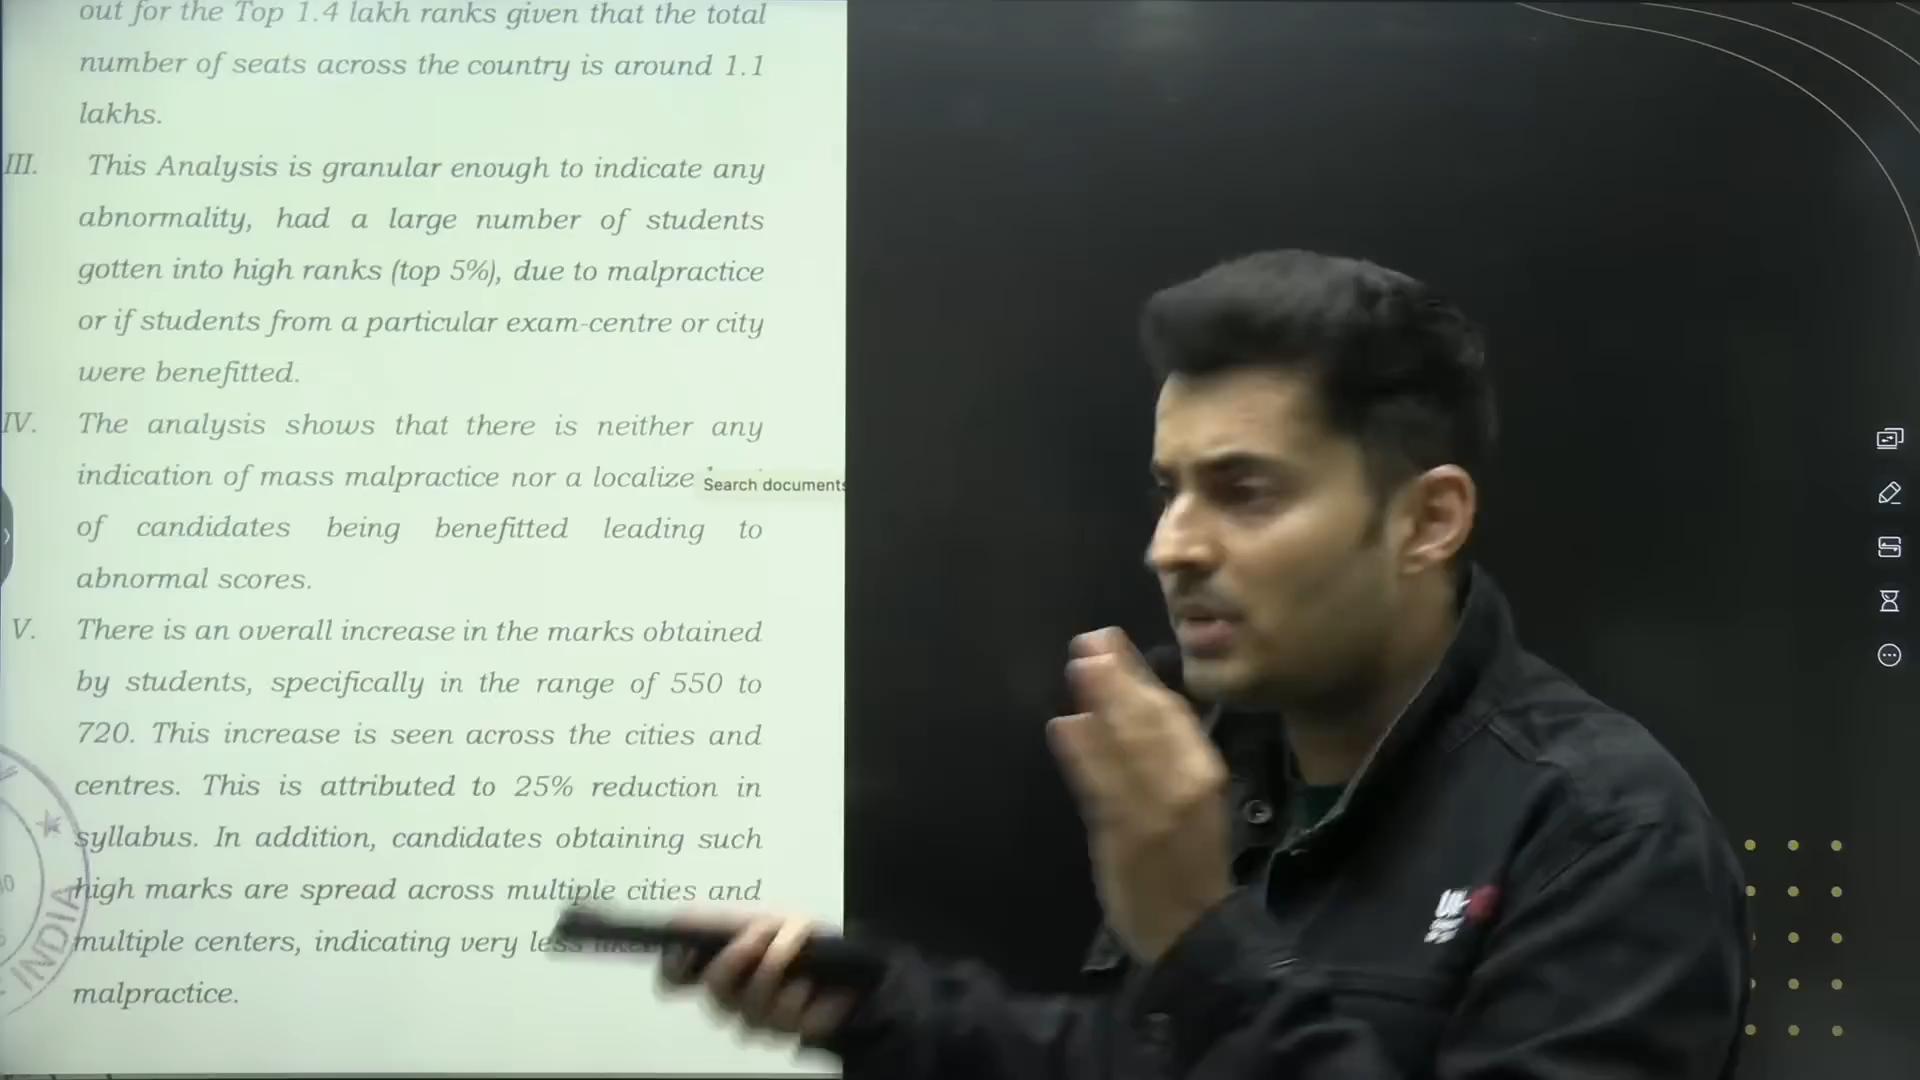 out for the Top 1.4 lakh ranks given that the total
number of seats across the country is around 1.1
lakhs.
III. This Analysis is granular enough to indicate any
abnormality, had a large number of students
gotten into high ranks (top 5%), due to malpractice
or if students from a particular exam-centre or city
were benefitted.
IV. The analysis shows that there is neither any
indication of mass malpractice nor a localize
Search documents
of candidates being benefitted leading to
abnormal scores.
V. There is an overall increase in the marks obtained
by students, specifically in the range of 550 to
720. This increase is seen across the cities and
centres. This is attributed to 25% reduction in
syllabus. In addition, candidates obtaining such
high marks are spread across multiple cities and
multiple centers, indicating very less
malpractice.
INDIA